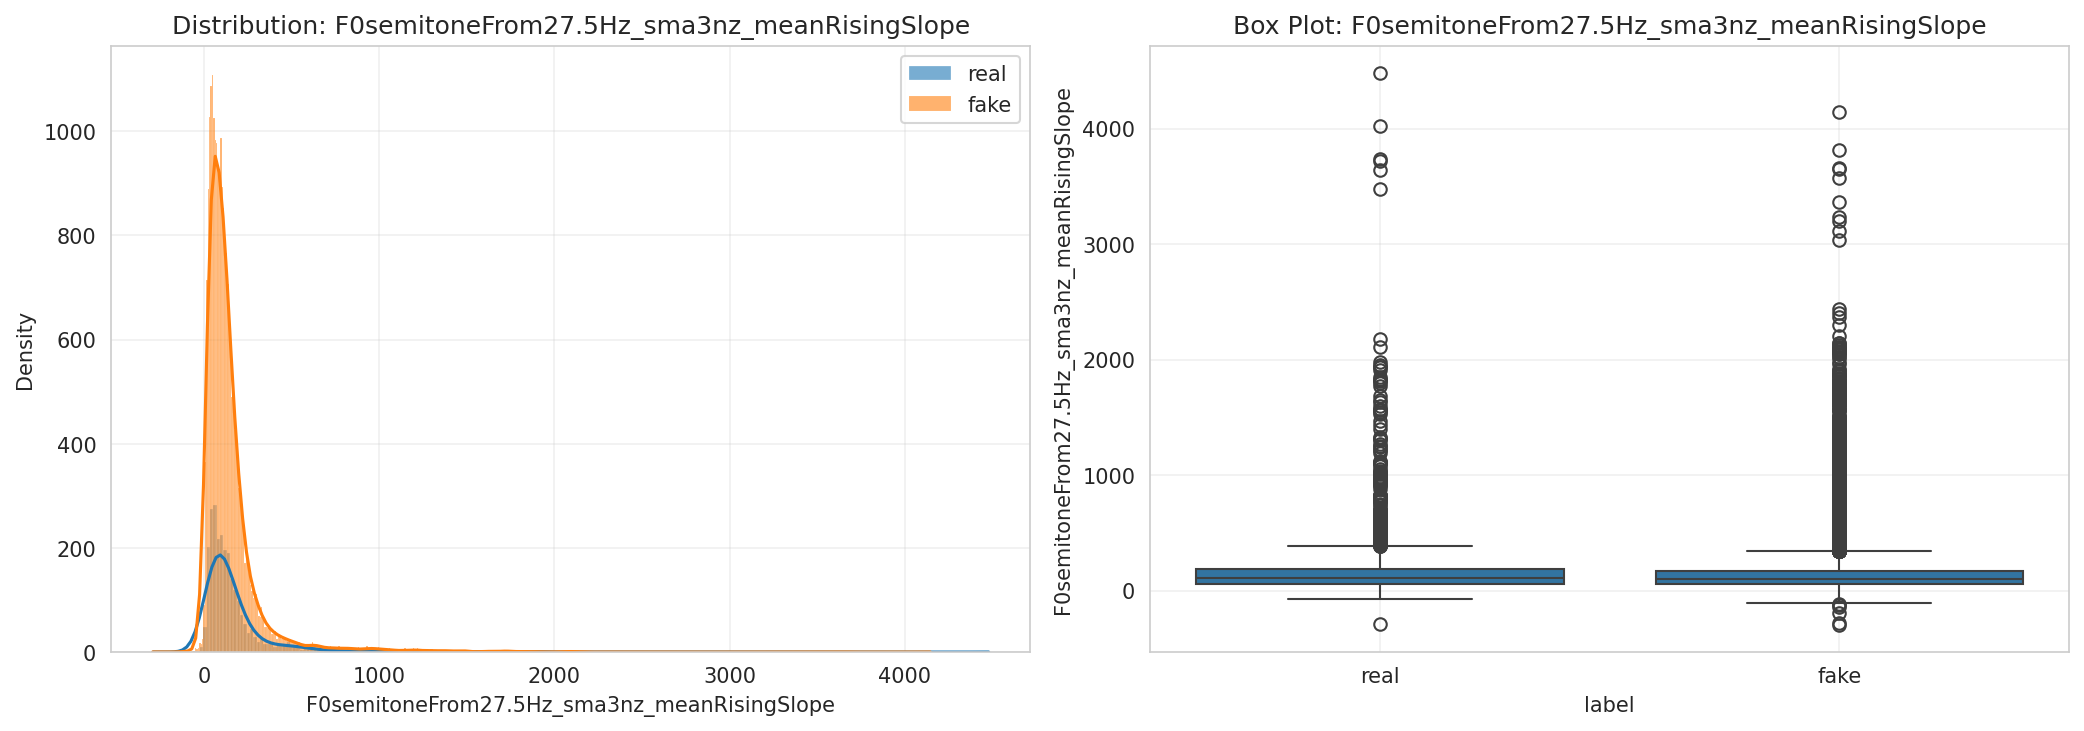 Distribution: F0semitoneFrom27.5Hz_sma3nz_meanRisingSlope
real
fake
Density
1000
800
600
400
200
0
0
1000
2000
3000
4000
F0semitoneFrom27.5Hz_sma3nz_meanRisingSlope
Box Plot: F0semitoneFrom27.5Hz_sma3nz_meanRisingSlope
F0semitoneFrom27.5Hz_sma3nz_meanRisingSlope
4000
3000
2000
1000
0
real
fake
label